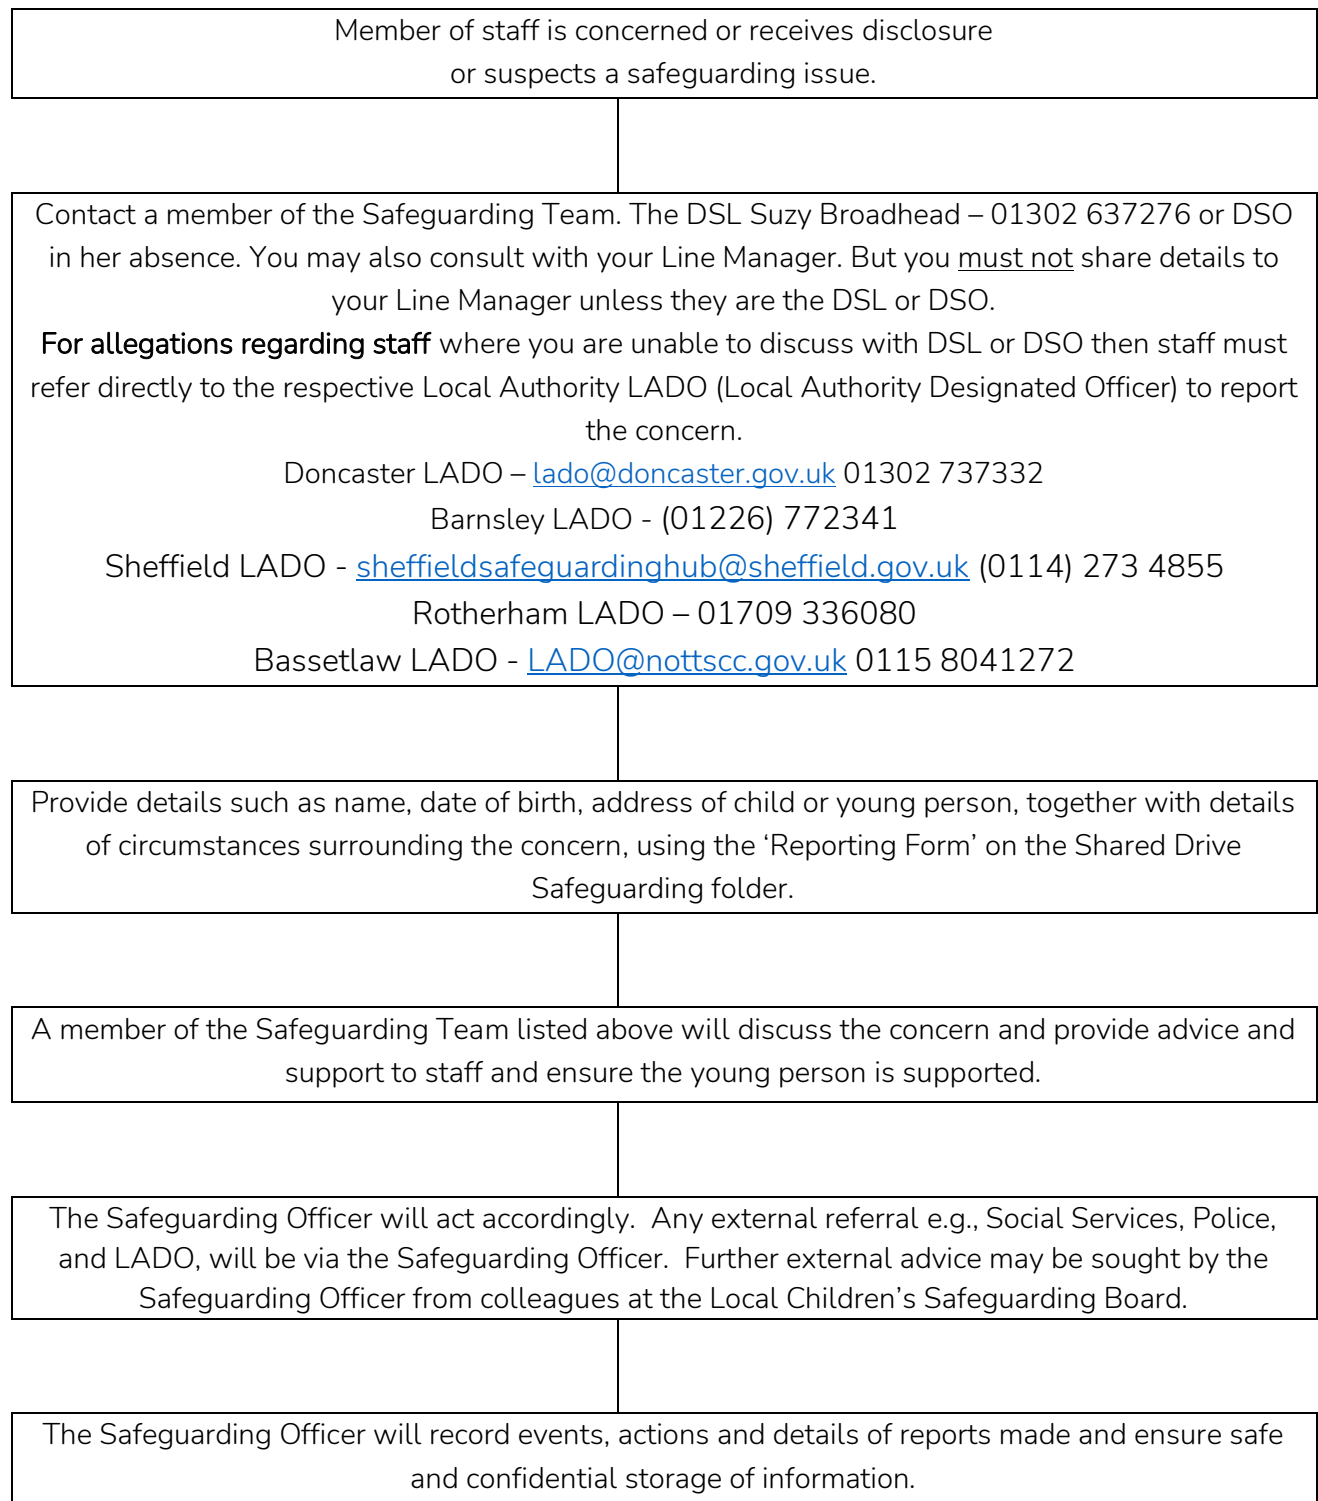 Member of staff is concerned or receives disclosure
or suspects a safeguarding issue.
Contact a member of the Safeguarding Team. The DSL Suzy Broadhead – 01302 637276 or DSO
in her absence. You may also consult with your Line Manager. But you must not share details to
your Line Manager unless they are the DSL or DSO.
For allegations regarding staff where you are unable to discuss with DSL or DSO then staff must
refer directly to the respective Local Authority LADO (Local Authority Designated Officer) to report
the concern.
Doncaster LADO – lado@doncaster.gov.uk 01302 737332
Barnsley LADO - (01226) 772341
Sheffield LADO - sheffieldsafeguardinghub@sheffield.gov.uk (0114) 273 4855
Rotherham LADO – 01709 336080
Bassetlaw LADO - LADO@nottscc.gov.uk 0115 8041272
Provide details such as name, date of birth, address of child or young person, together with details
of circumstances surrounding the concern, using the ‘Reporting Form’ on the Shared Drive
Safeguarding folder.
A member of the Safeguarding Team listed above will discuss the concern and provide advice and
support to staff and ensure the young person is supported.
The Safeguarding Officer will act accordingly.  Any external referral e.g., Social Services, Police,
and LADO, will be via the Safeguarding Officer.  Further external advice may be sought by the
Safeguarding Officer from colleagues at the Local Children’s Safeguarding Board.
The Safeguarding Officer will record events, actions and details of reports made and ensure safe
and confidential storage of information.